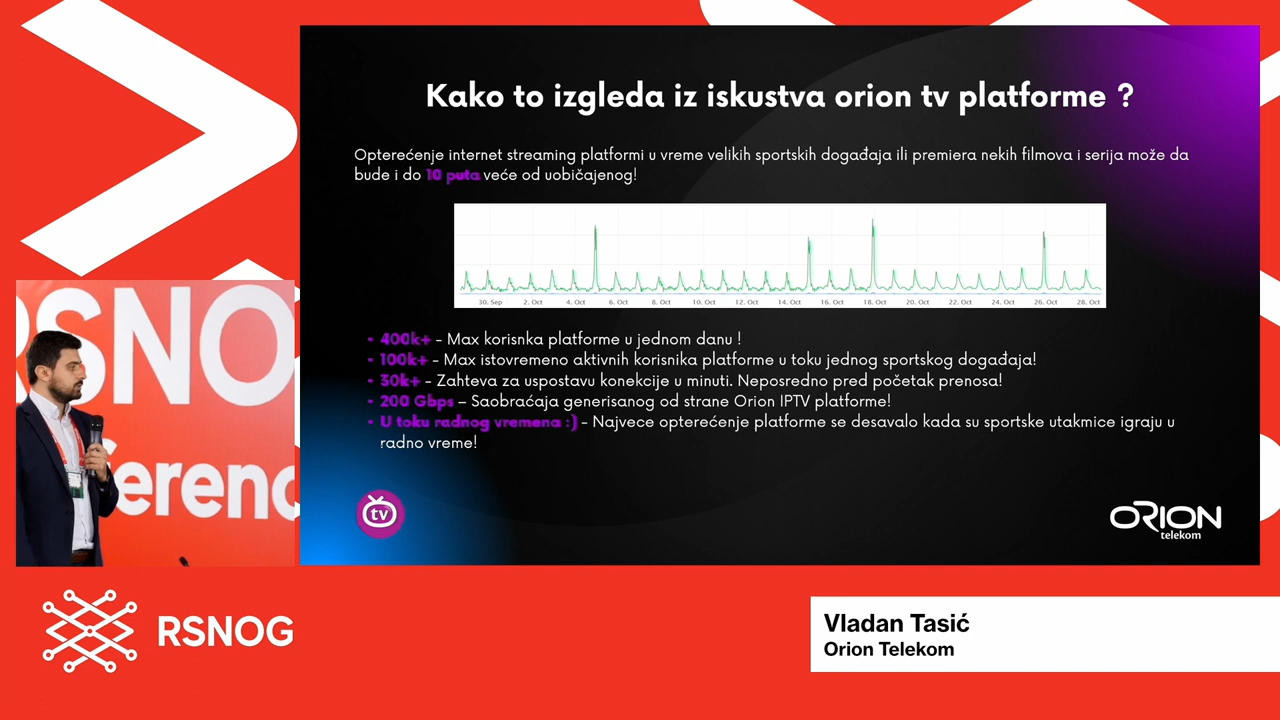 Kako to izgleda iz iskustva orion tv platforme ?
Opterećenje internet streaming platformi u vreme velikih sportskih događaja ili premiera nekih filmova i serija može da
bude i do 10 puta veće od uobičajenog!
30. Sep 2. Oct 4. Oct 6. Oct 8. Oct 10. Oct 12. Oct 14. Oct 16. Oct 18. Oct 20. Oct 22. Oct 24. Oct 26. Oct 28. Oct
- 400k+ - Max korisnka platforme u jednom danu !
- 100k+ - Max istovremeno aktivnih korisnika platforme u toku jednog sportskog događaja!
- 30k+ - Zahteva za uspostavu konekcije u minuti. Neposredno pred početak prenosa!
- 200 Gbps – Saobraćaja generisanog od strane Orion IPTV platforme!
- U toku radnog vremena :) - Najvece opterećenje platforme se desavalo kada su sportske utakmice igraju u
radno vreme!
tv
ORION
telekom
RSNO
ferenc
RSNOG
Vladan Tasić
Orion Telekom